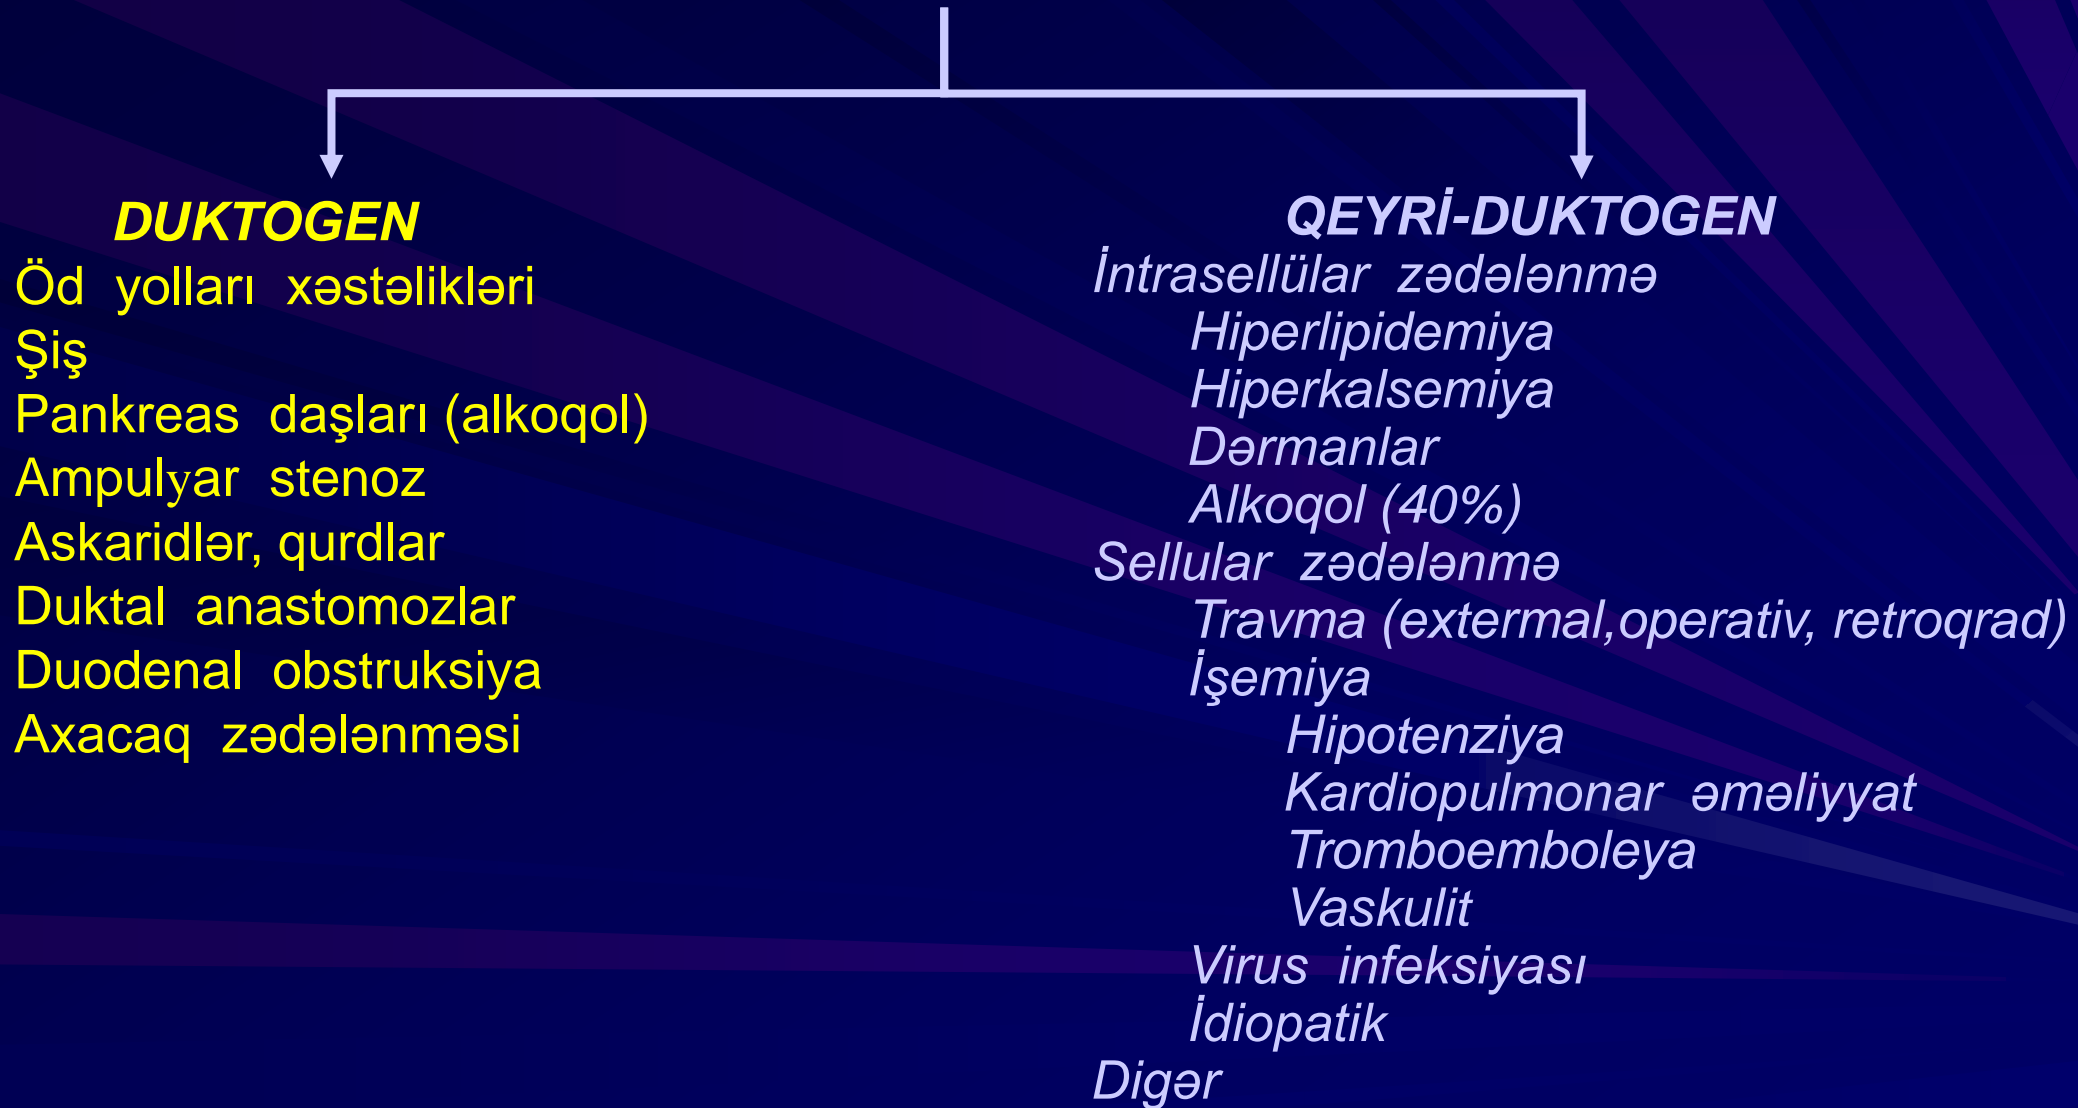 DUKTOGEN
Öd yolları xəstəlikləri
Şiş
Pankreas daşları (alkoqol)
Ampulyar stenoz
Askaridlər, qurdlar
Duktal anastomozlar
Duodenal obstruksiya
Axacaq zədələnməsi
QEYRİ-DUKTOGEN
İntrasellülar zədələnmə
Hiperlipidemiya
Hiperkalsemiya
Dərmanlar
Alkoqol (40%)
Sellular zədələnmə
Travma (extermal,operativ, retroqrad)
İşemiya
Hipotenziya
Kardiopulmonar əməliyyat
Tromboemboleya
Vaskulit
Virus infeksiyası
İdiopatik
Digər